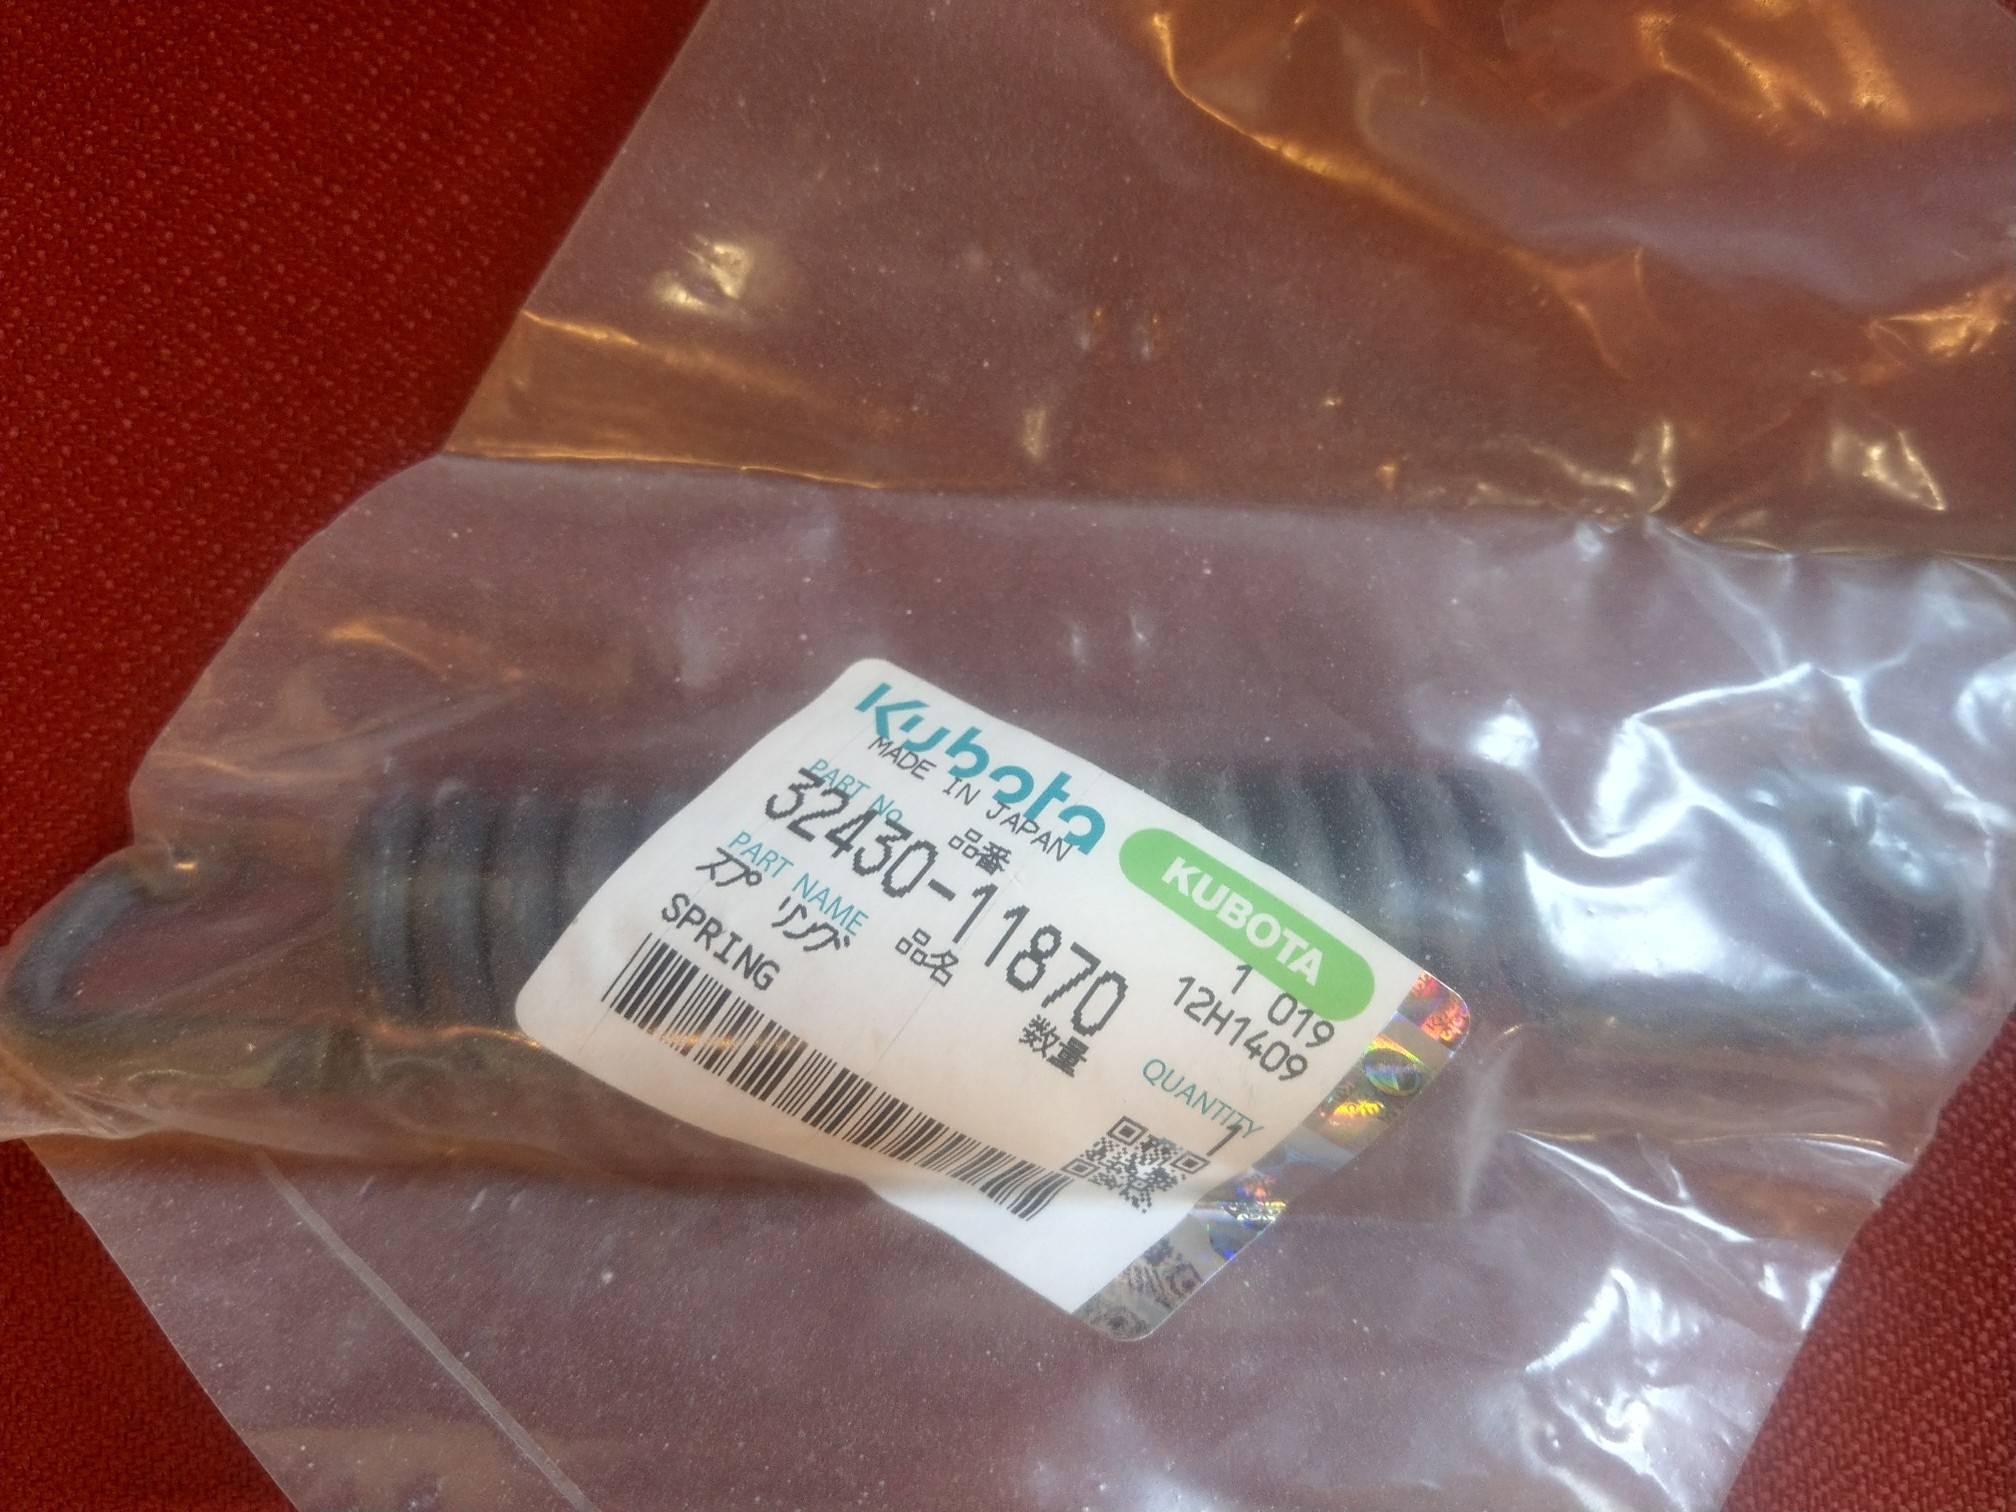 Kubota
MADE IN JAPAN
PART No. 品番
32430-11870
PART NAME 品名
スプリング
SPRING
KUBOTA
1 019
12H1409
数量 QUANTITY
1